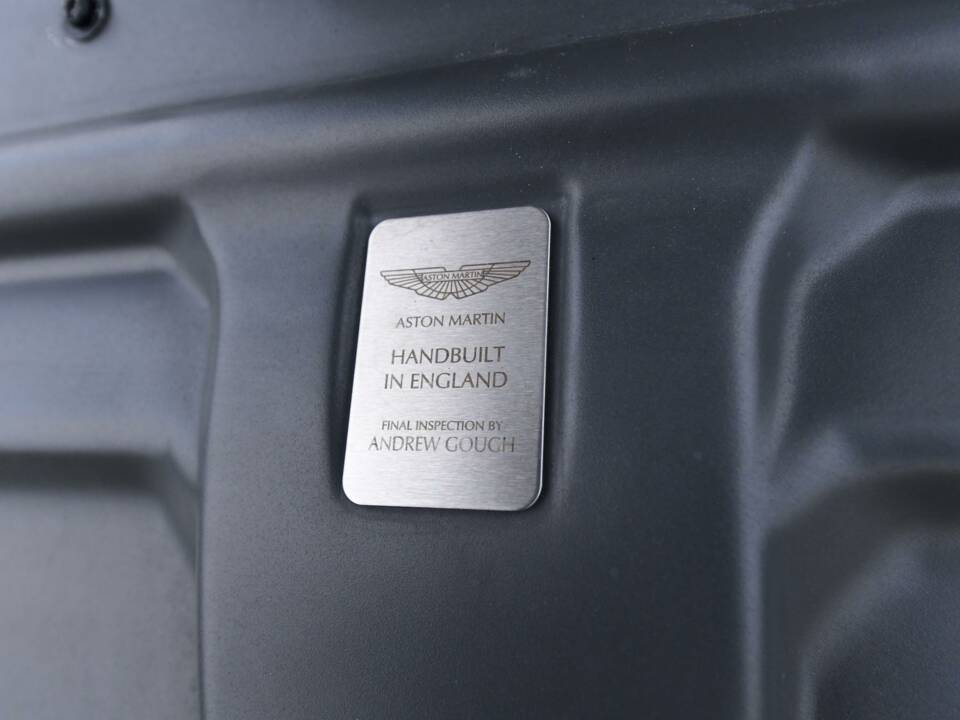 ASTON MARTIN
ASTON MARTIN
HANDBUILT
IN ENGLAND
FINAL INSPECTION BY
ANDREW GOUGH